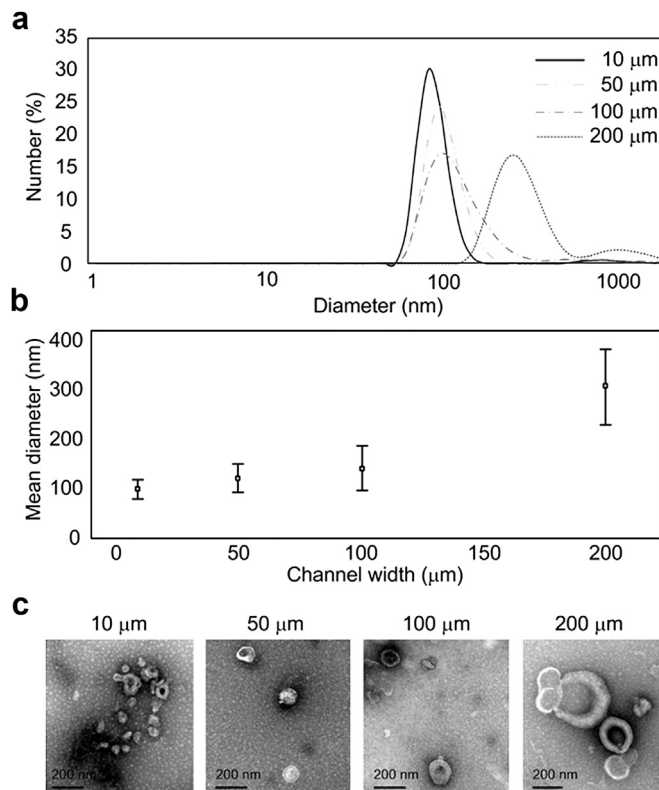 a
35
30
25
20
15
10
5
0
Number (%)
10 μm
50 μm
100 μm
200 μm
1 10 100 1000
Diameter (nm)
b
400
300
200
100
0
Mean diameter (nm)
0 50 100 150 200
Channel width (μm)
c
10 μm 50 μm 100 μm 200 μm
200 nm 200 nm 200 nm 200 nm